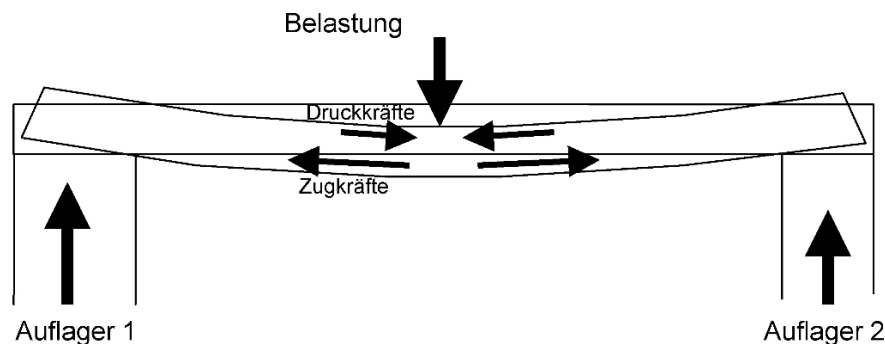 Belastung
Druckkräfte
Zugkräfte
Auflager 1
Auflager 2